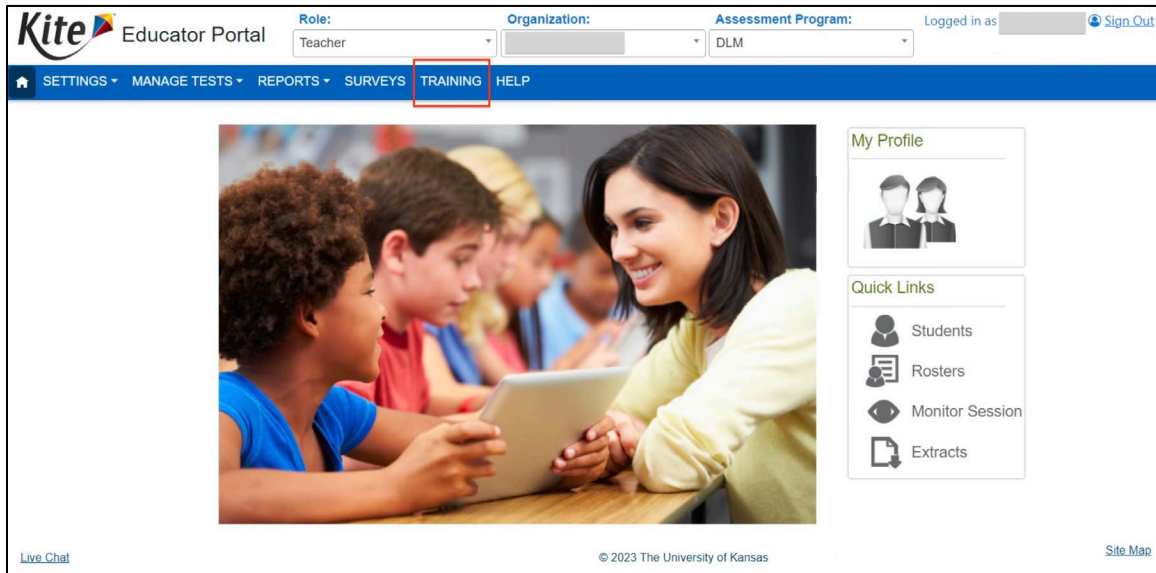 Kite Educator Portal
Role:
Teacher
Organization:
Assessment Program:
DLM
Logged in as
Sign Out
SETTINGS MANAGE TESTS REPORTS SURVEYS TRAINING HELP
My Profile
Quick Links
Students
Rosters
Monitor Session
Extracts
Live Chat
© 2023 The University of Kansas
Site Map